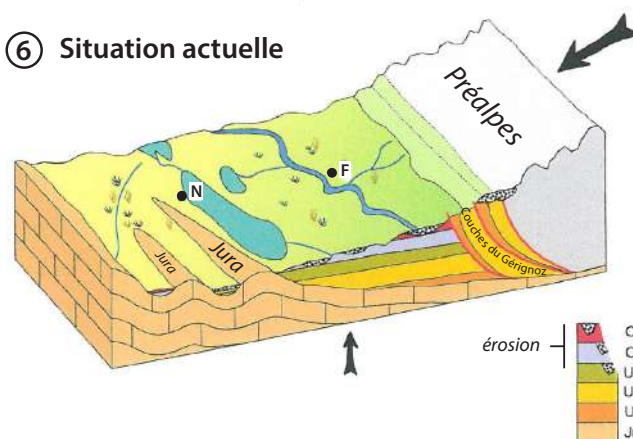 6 Situation actuelle
Préalpes
F
N
Couches du Gérignoz
Jura
Jura
érosion
C
C
U
U
U
J